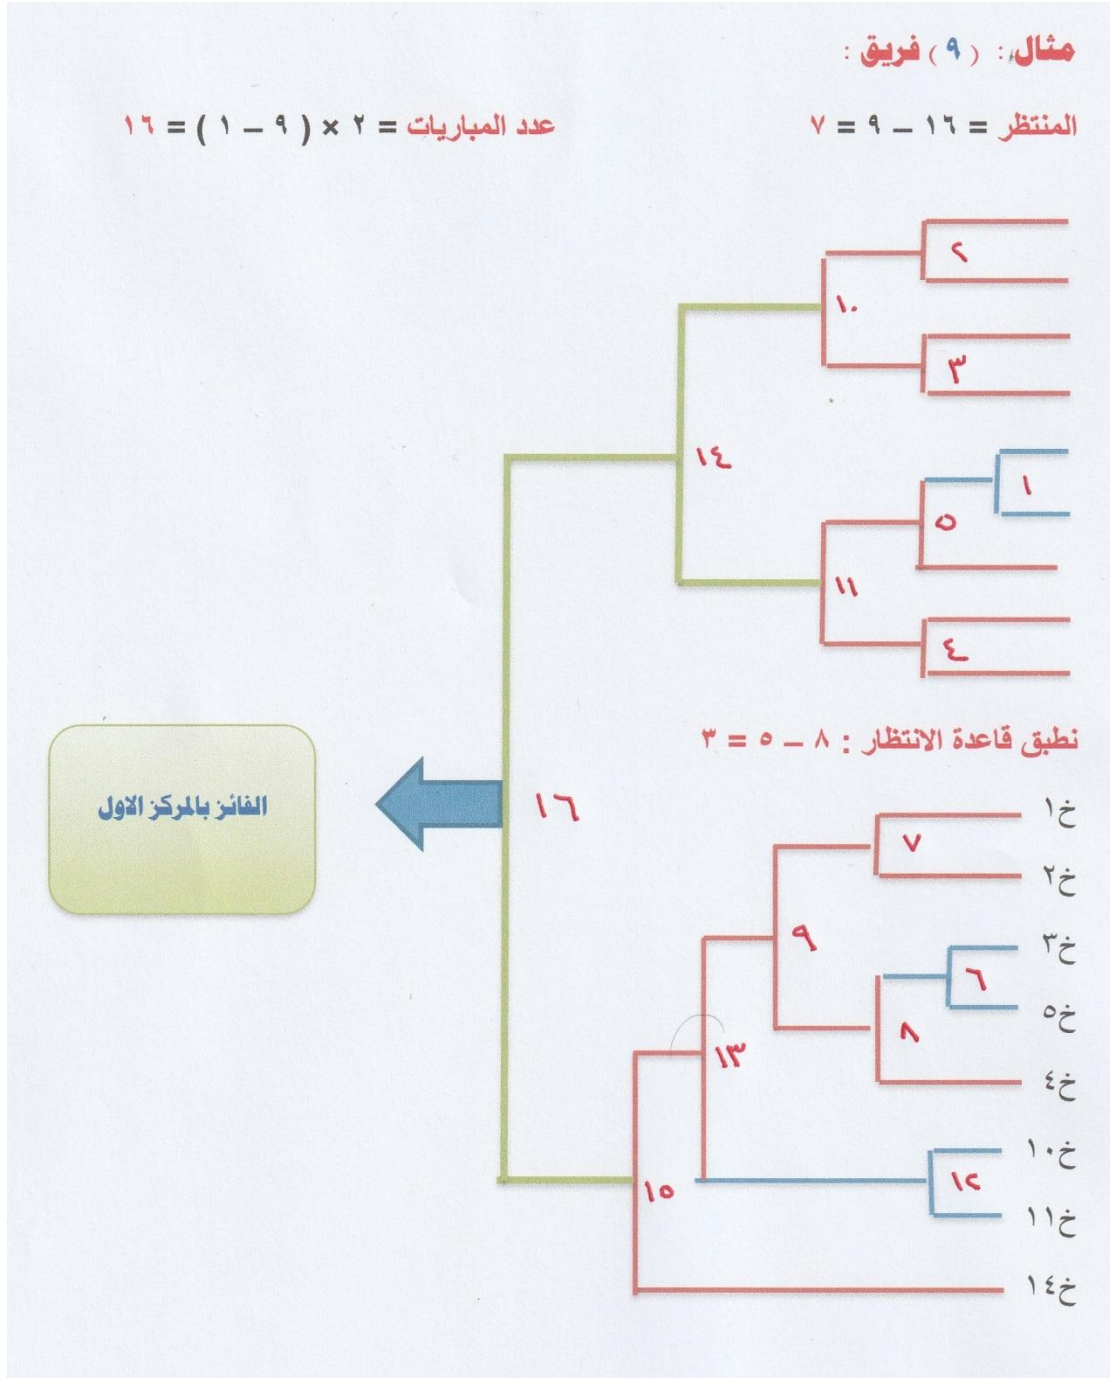 مثال : ( ٩ ) فريق :
المنتظر = ١٦ – ٩ = ٧
عدد المباريات = ٢ × ( ٩ – ١ ) = ١٦
٢
١٠
٣
١٤
١
٥
١١
٤
نطبق قاعدة الانتظار : ٨ – ٥ = ٣
الفائز بالمركز الاول
١٦
خ١
٧
خ٢
٩
خ٣
٦
خ٥
٨
١٣
خ٤
خ١٠
١٢
١٥
خ١١
خ١٤